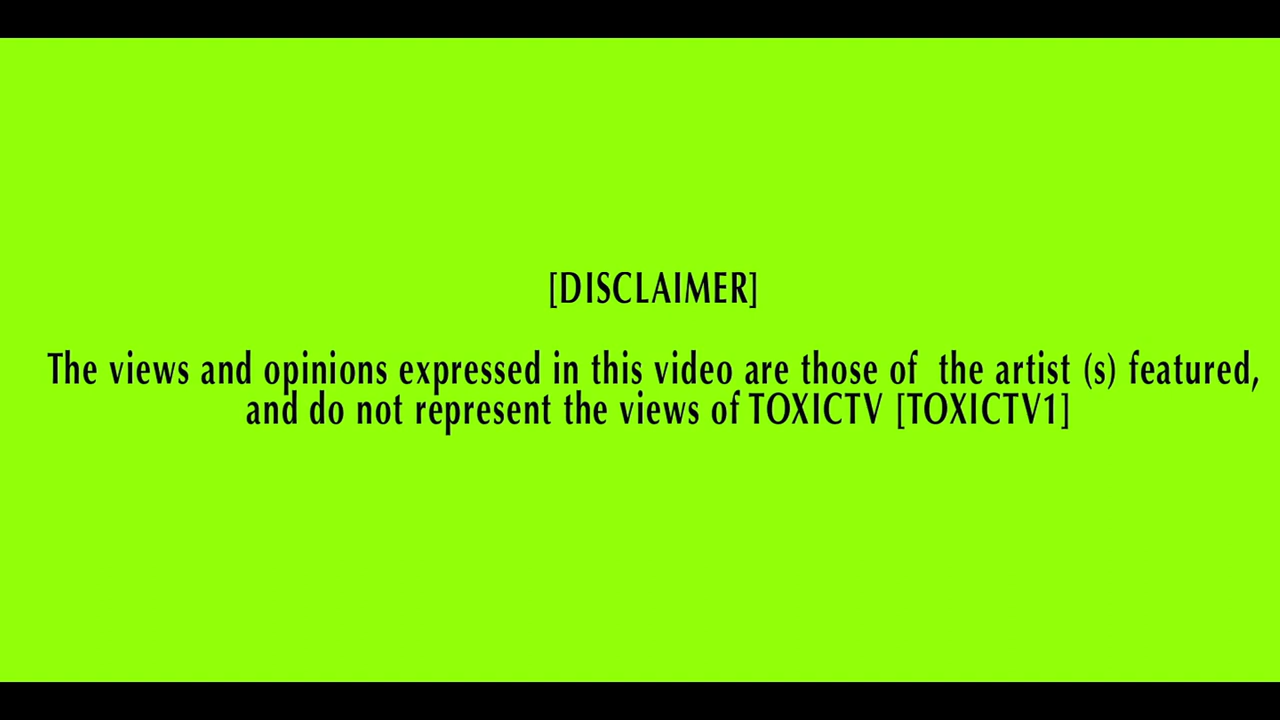 [DISCLAIMER]
The views and opinions expressed in this video are those of  the artist (s) featured,
and do not represent the views of TOXICTV [TOXICTV1]